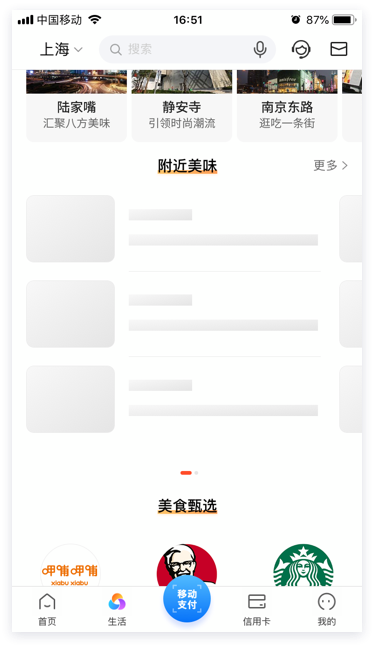 中国移动 16:51 87%
上海 搜索
陆家嘴 静安寺 南京东路
汇聚八方美味 引领时尚潮流 逛吃一条街
附近美味 更多
美食甄选
呷哺呷哺
xiabu xiabu
移动
支付
首页 生活 信用卡 我的